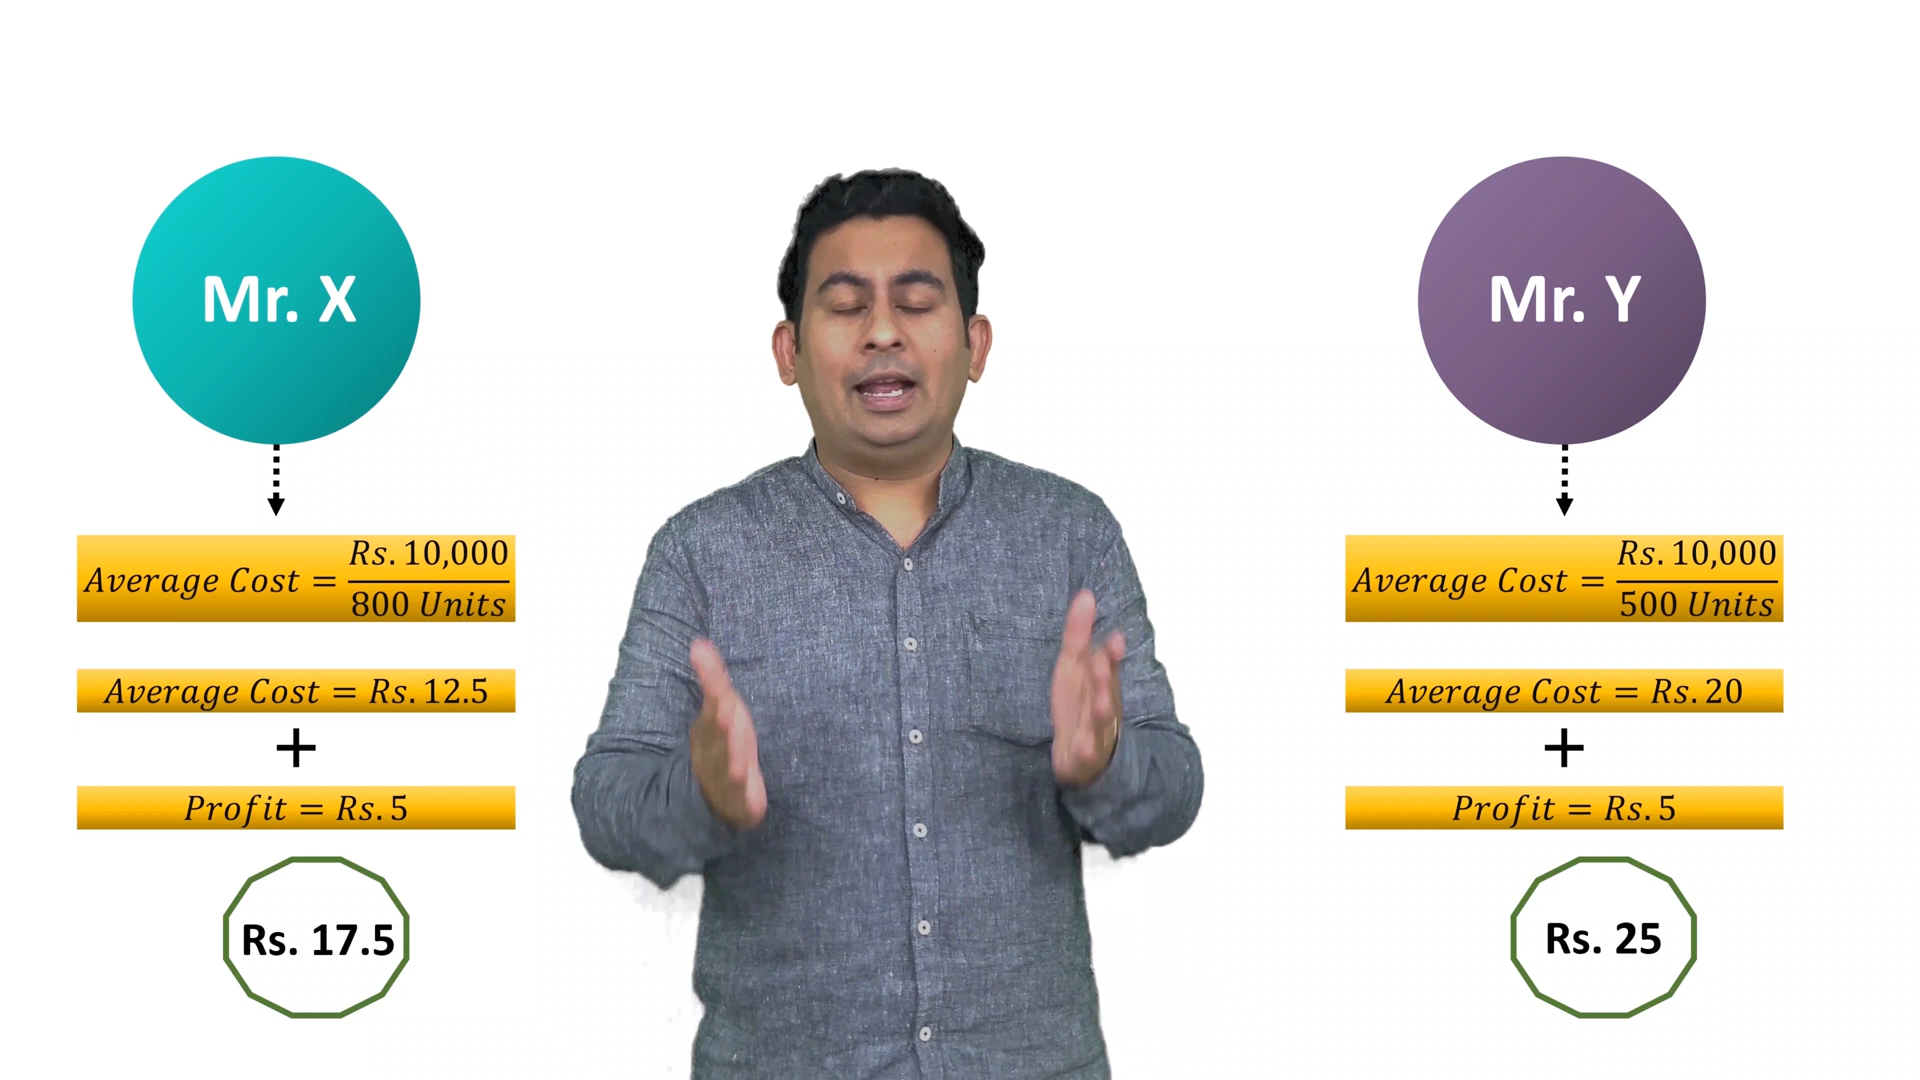 Mr. X
Average Cost = Rs. 10,000 / 800 Units
Average Cost = Rs. 12.5
+
Profit = Rs. 5
Rs. 17.5
Mr. Y
Average Cost = Rs. 10,000 / 500 Units
Average Cost = Rs. 20
+
Profit = Rs. 5
Rs. 25